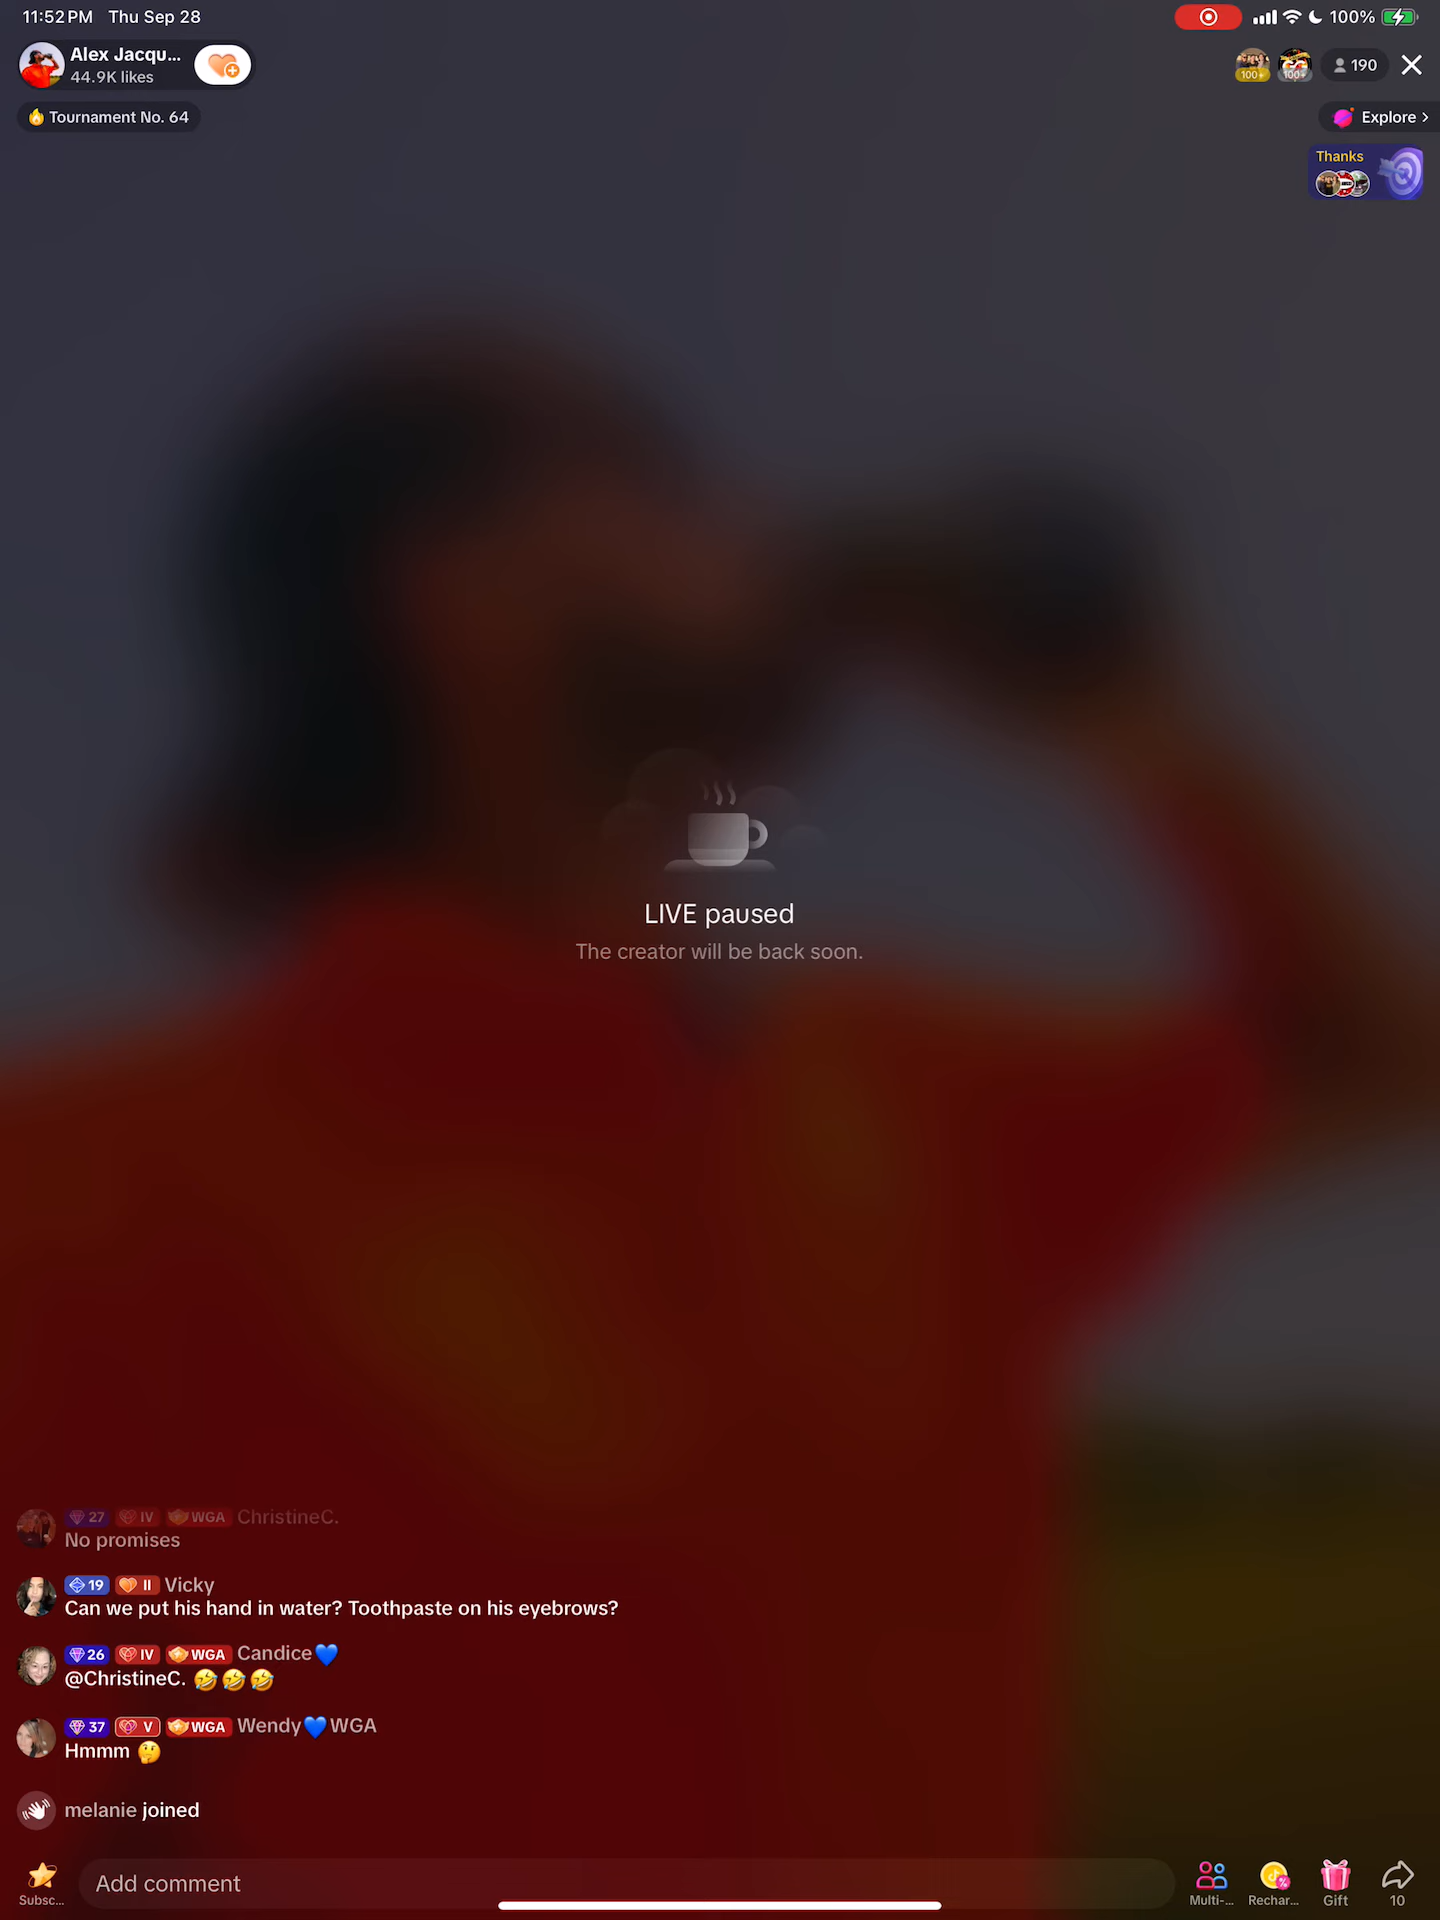 11:52 PM Thu Sep 28
100%
Alex Jacqu...
44.9K likes
100+
100+
190
Tournament No. 64
Explore
Thanks
LIVE paused
The creator will be back soon.
27 IV WGA ChristineC.
No promises
19 II Vicky
Can we put his hand in water? Toothpaste on his eyebrows?
26 IV WGA Candice💙
@ChristineC. 🤣🤣🤣
37 V WGA Wendy💙WGA
Hmmm 🤔
melanie joined
Subsc...
Add comment
Multi-...
Rechar...
Gift
10